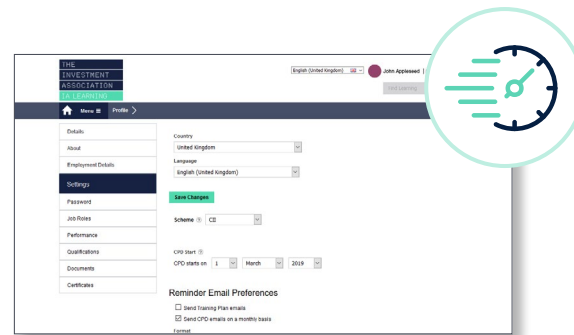 THE
INVESTMENT
ASSOCIATION
IA LEARNING
English (United Kingdom)
John Appleseed |
Find Learning
Menu
Profile
Details
About
Employment Details
Settings
Password
Job Roles
Performance
Qualifications
Documents
Certificates
Country
United Kingdom
Language
English (United Kingdom)
Save Changes
Scheme ? CII
CPD Start ?
CPD starts on 1 March 2019
Reminder Email Preferences
Send Training Plan emails
Send CPD emails on a monthly basis
Format